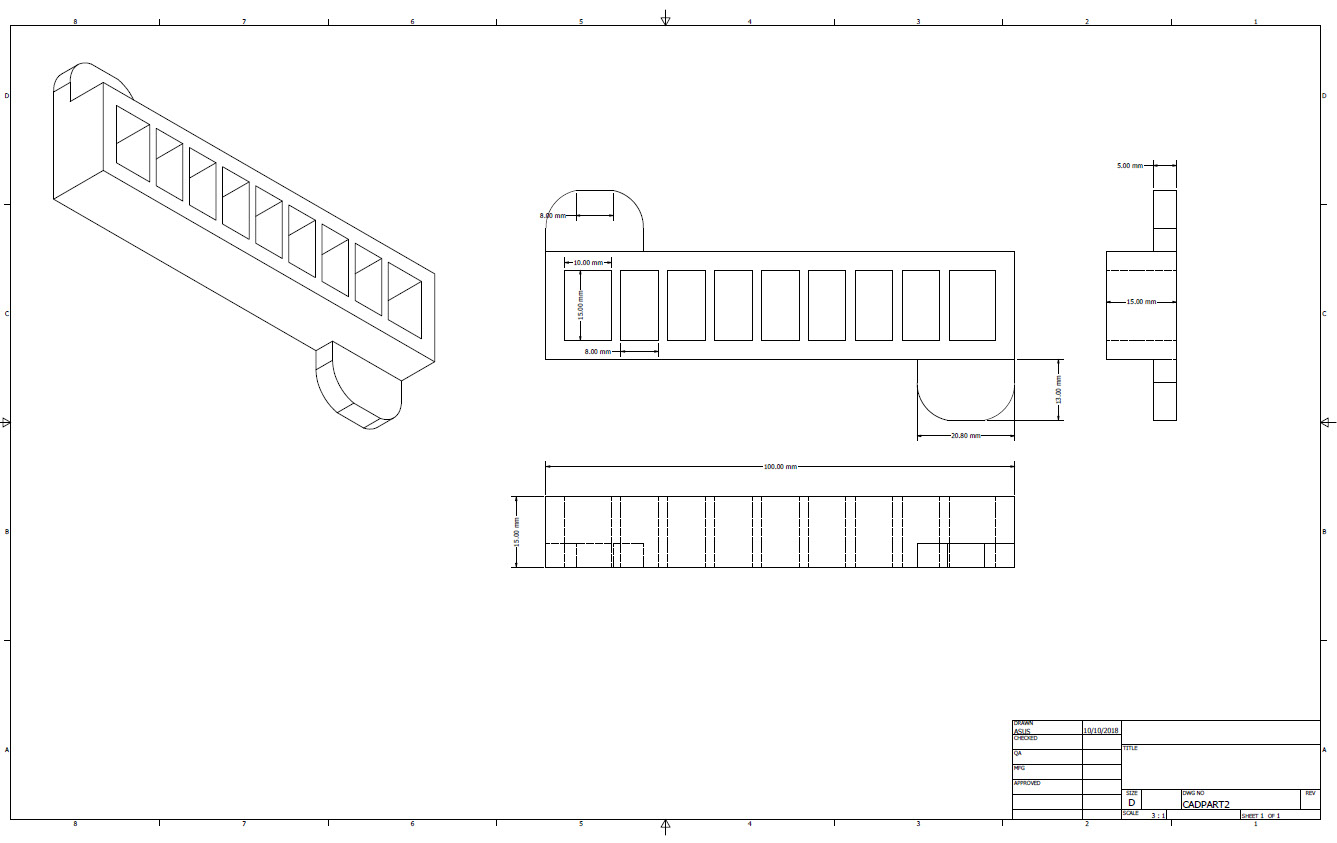 8 7 6 5 4 3 2 1
D D
5.00 mm
8.00 mm
10.00 mm
15.00 mm
15.00 mm
C C
8.00 mm
13.00 mm
20.80 mm
100.00 mm
15.00 mm
B B
A A
DRAWN
ASUS 10/10/2018
CHECKED
QA
MFG
APPROVED
TITLE
SIZE
D
DWG NO
CADPART2
REV
SCALE 3 : 1
SHEET 1 OF 1
8 7 6 5 4 3 2 1